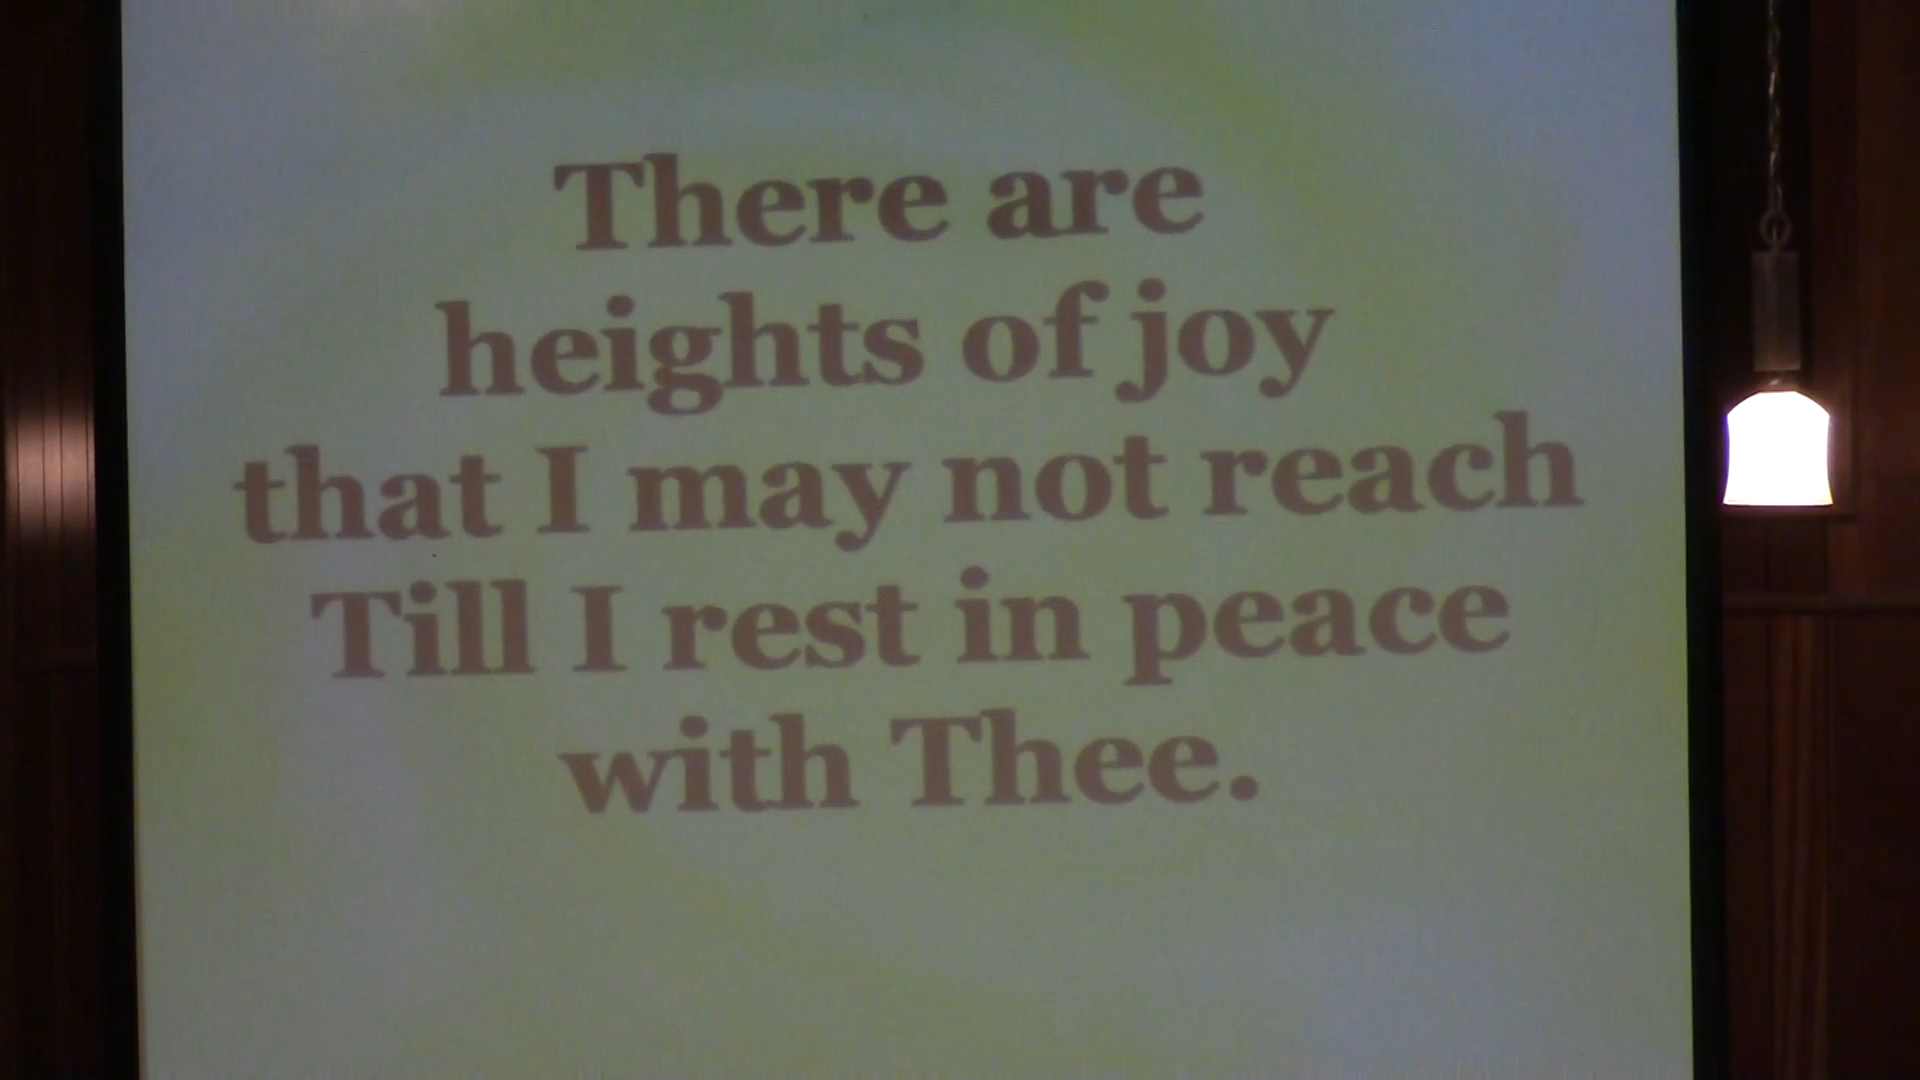 There are
heights of joy
that I may not reach
Till I rest in peace
with Thee.